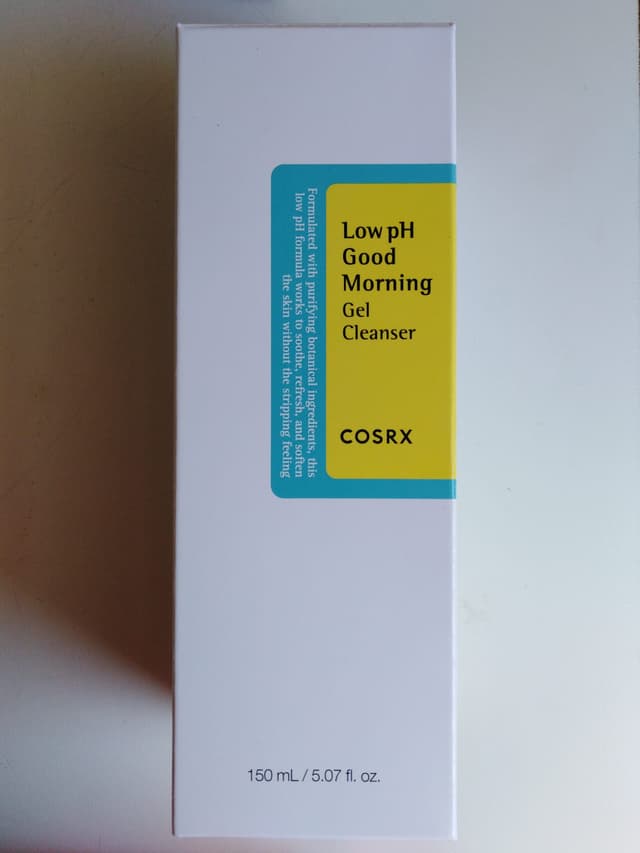 Low pH
Good
Morning
Gel
Cleanser
COSRX
Formulated with purifying botanical ingredients, this
low pH formula works to soothe, refresh, and soften
the skin without the stripping feeling
150 mL / 5.07 fl. oz.